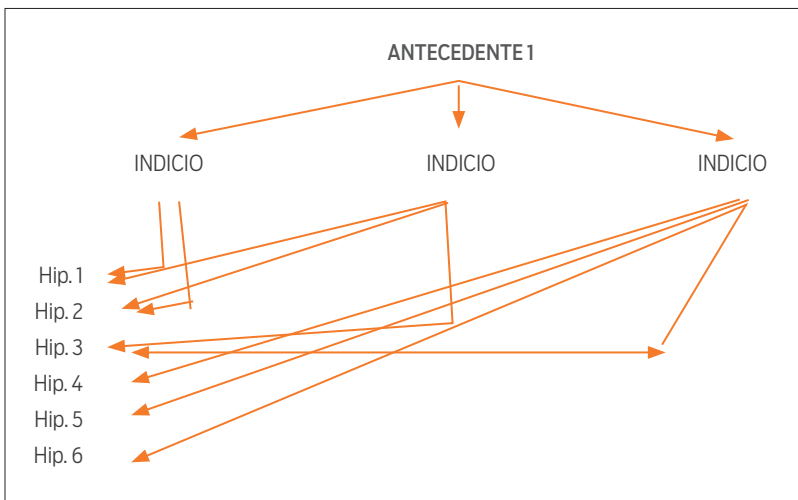 ANTECEDENTE 1
INDICIO INDICIO INDICIO
Hip. 1
Hip. 2
Hip. 3
Hip. 4
Hip. 5
Hip. 6